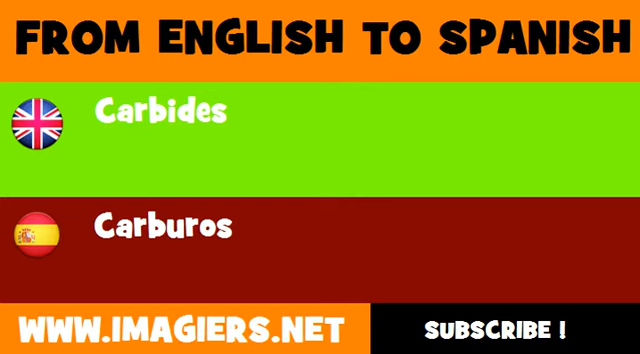 FROM ENGLISH TO SPANISH
Carbides
Carburos
WWW.IMAGIERS.NET
SUBSCRIBE !